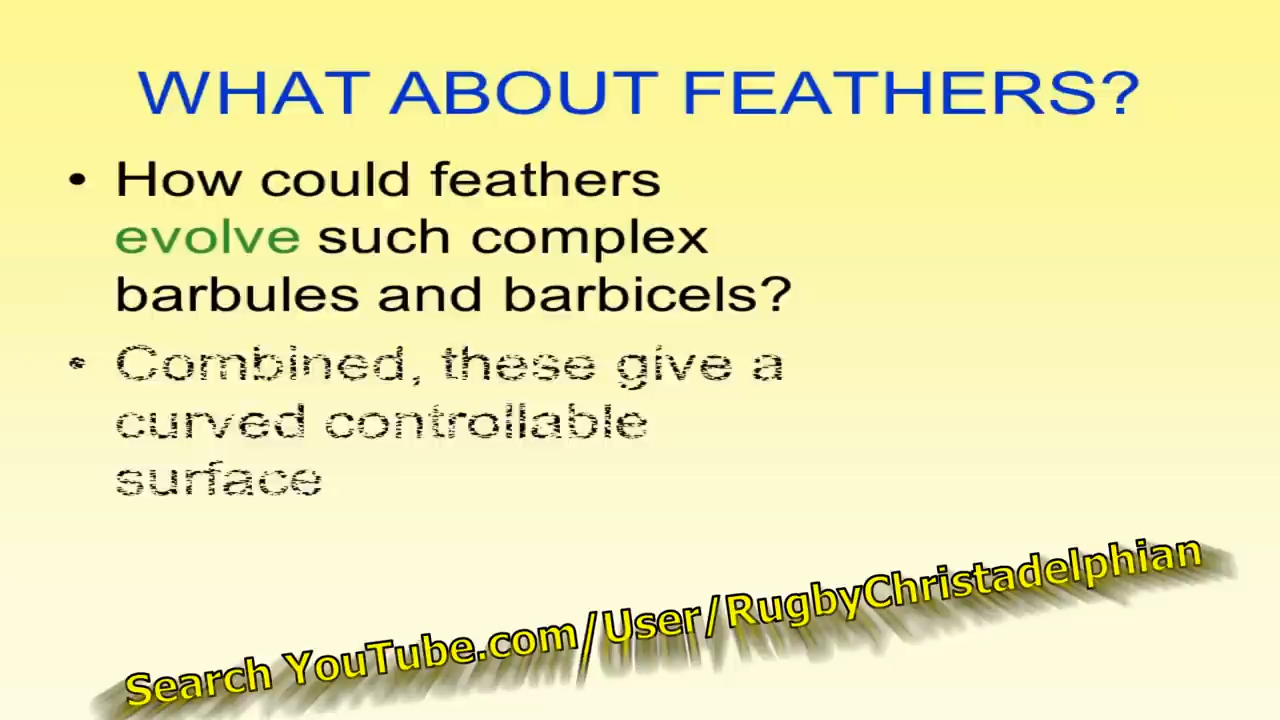 WHAT ABOUT FEATHERS?
• How could feathers
evolve such complex
barbules and barbicels?
• Combined, these give a
curved controllable
surface
Search YouTube.com/User/RugbyChristadelphian